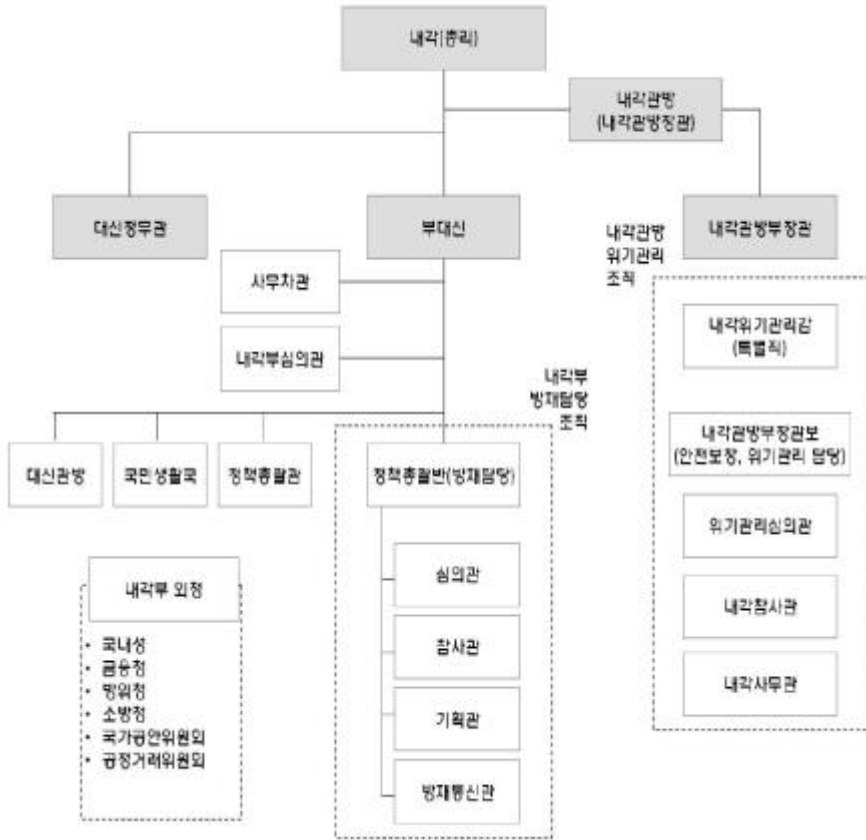 내각(총리)
내각관방
(내각관방장관)
대신정무관
부대신
내각관방
위기관리
조직
내각관방부장관
사무차관
내각부심의관
내각위기관리감
(특별직)
내각부
방재담당
조직
내각관방부장관보
(안전보장, 위기관리 담당)
대신관방
국민생활국
정책총괄관
정책총괄반(방재담당)
위기관리심의관
내각부 외청
심의관
내각참사관
• 국내성
• 금융청
• 방위청
• 소방청
• 국가공안위원회
• 공정거래위원회
참사관
내각사무관
기획관
방재통신관